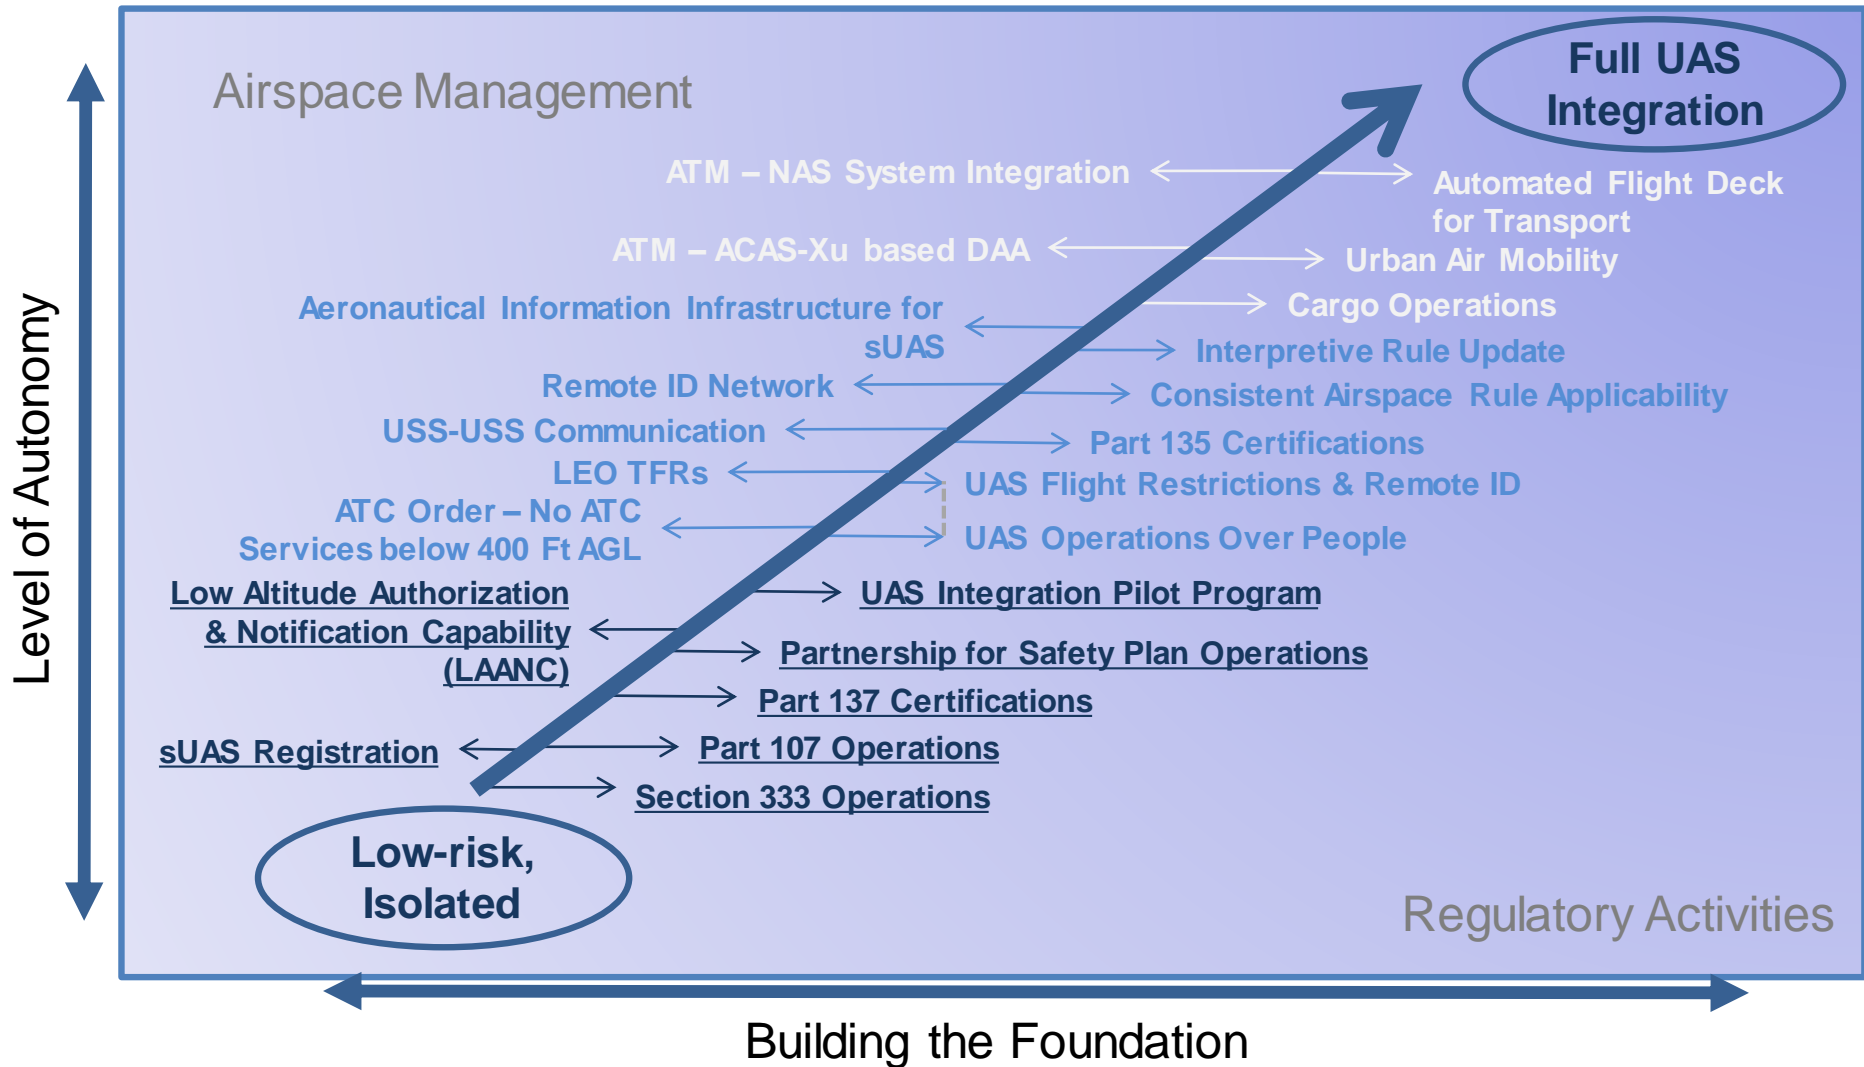 Full UAS
Integration
Airspace Management
ATM – NAS System Integration
Automated Flight Deck
for Transport
ATM – ACAS-Xu based DAA
Urban Air Mobility
Aeronautical Information Infrastructure for
sUAS
Cargo Operations
Interpretive Rule Update
Remote ID Network
Consistent Airspace Rule Applicability
USS-USS Communication
Part 135 Certifications
LEO TFRs
UAS Flight Restrictions & Remote ID
ATC Order – No ATC
Services below 400 Ft AGL
UAS Operations Over People
Low Altitude Authorization
& Notification Capability
(LAANC)
UAS Integration Pilot Program
Partnership for Safety Plan Operations
Part 137 Certifications
sUAS Registration
Part 107 Operations
Section 333 Operations
Low-risk,
Isolated
Regulatory Activities
Level of Autonomy
Building the Foundation